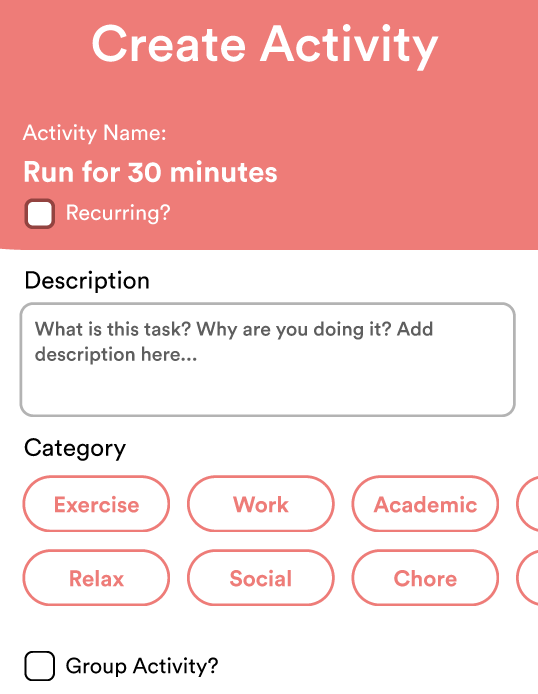 Create Activity
Activity Name:
Run for 30 minutes
Recurring?
Description
What is this task? Why are you doing it? Add
description here...
Category
Exercise Work Academic
Relax Social Chore
Group Activity?